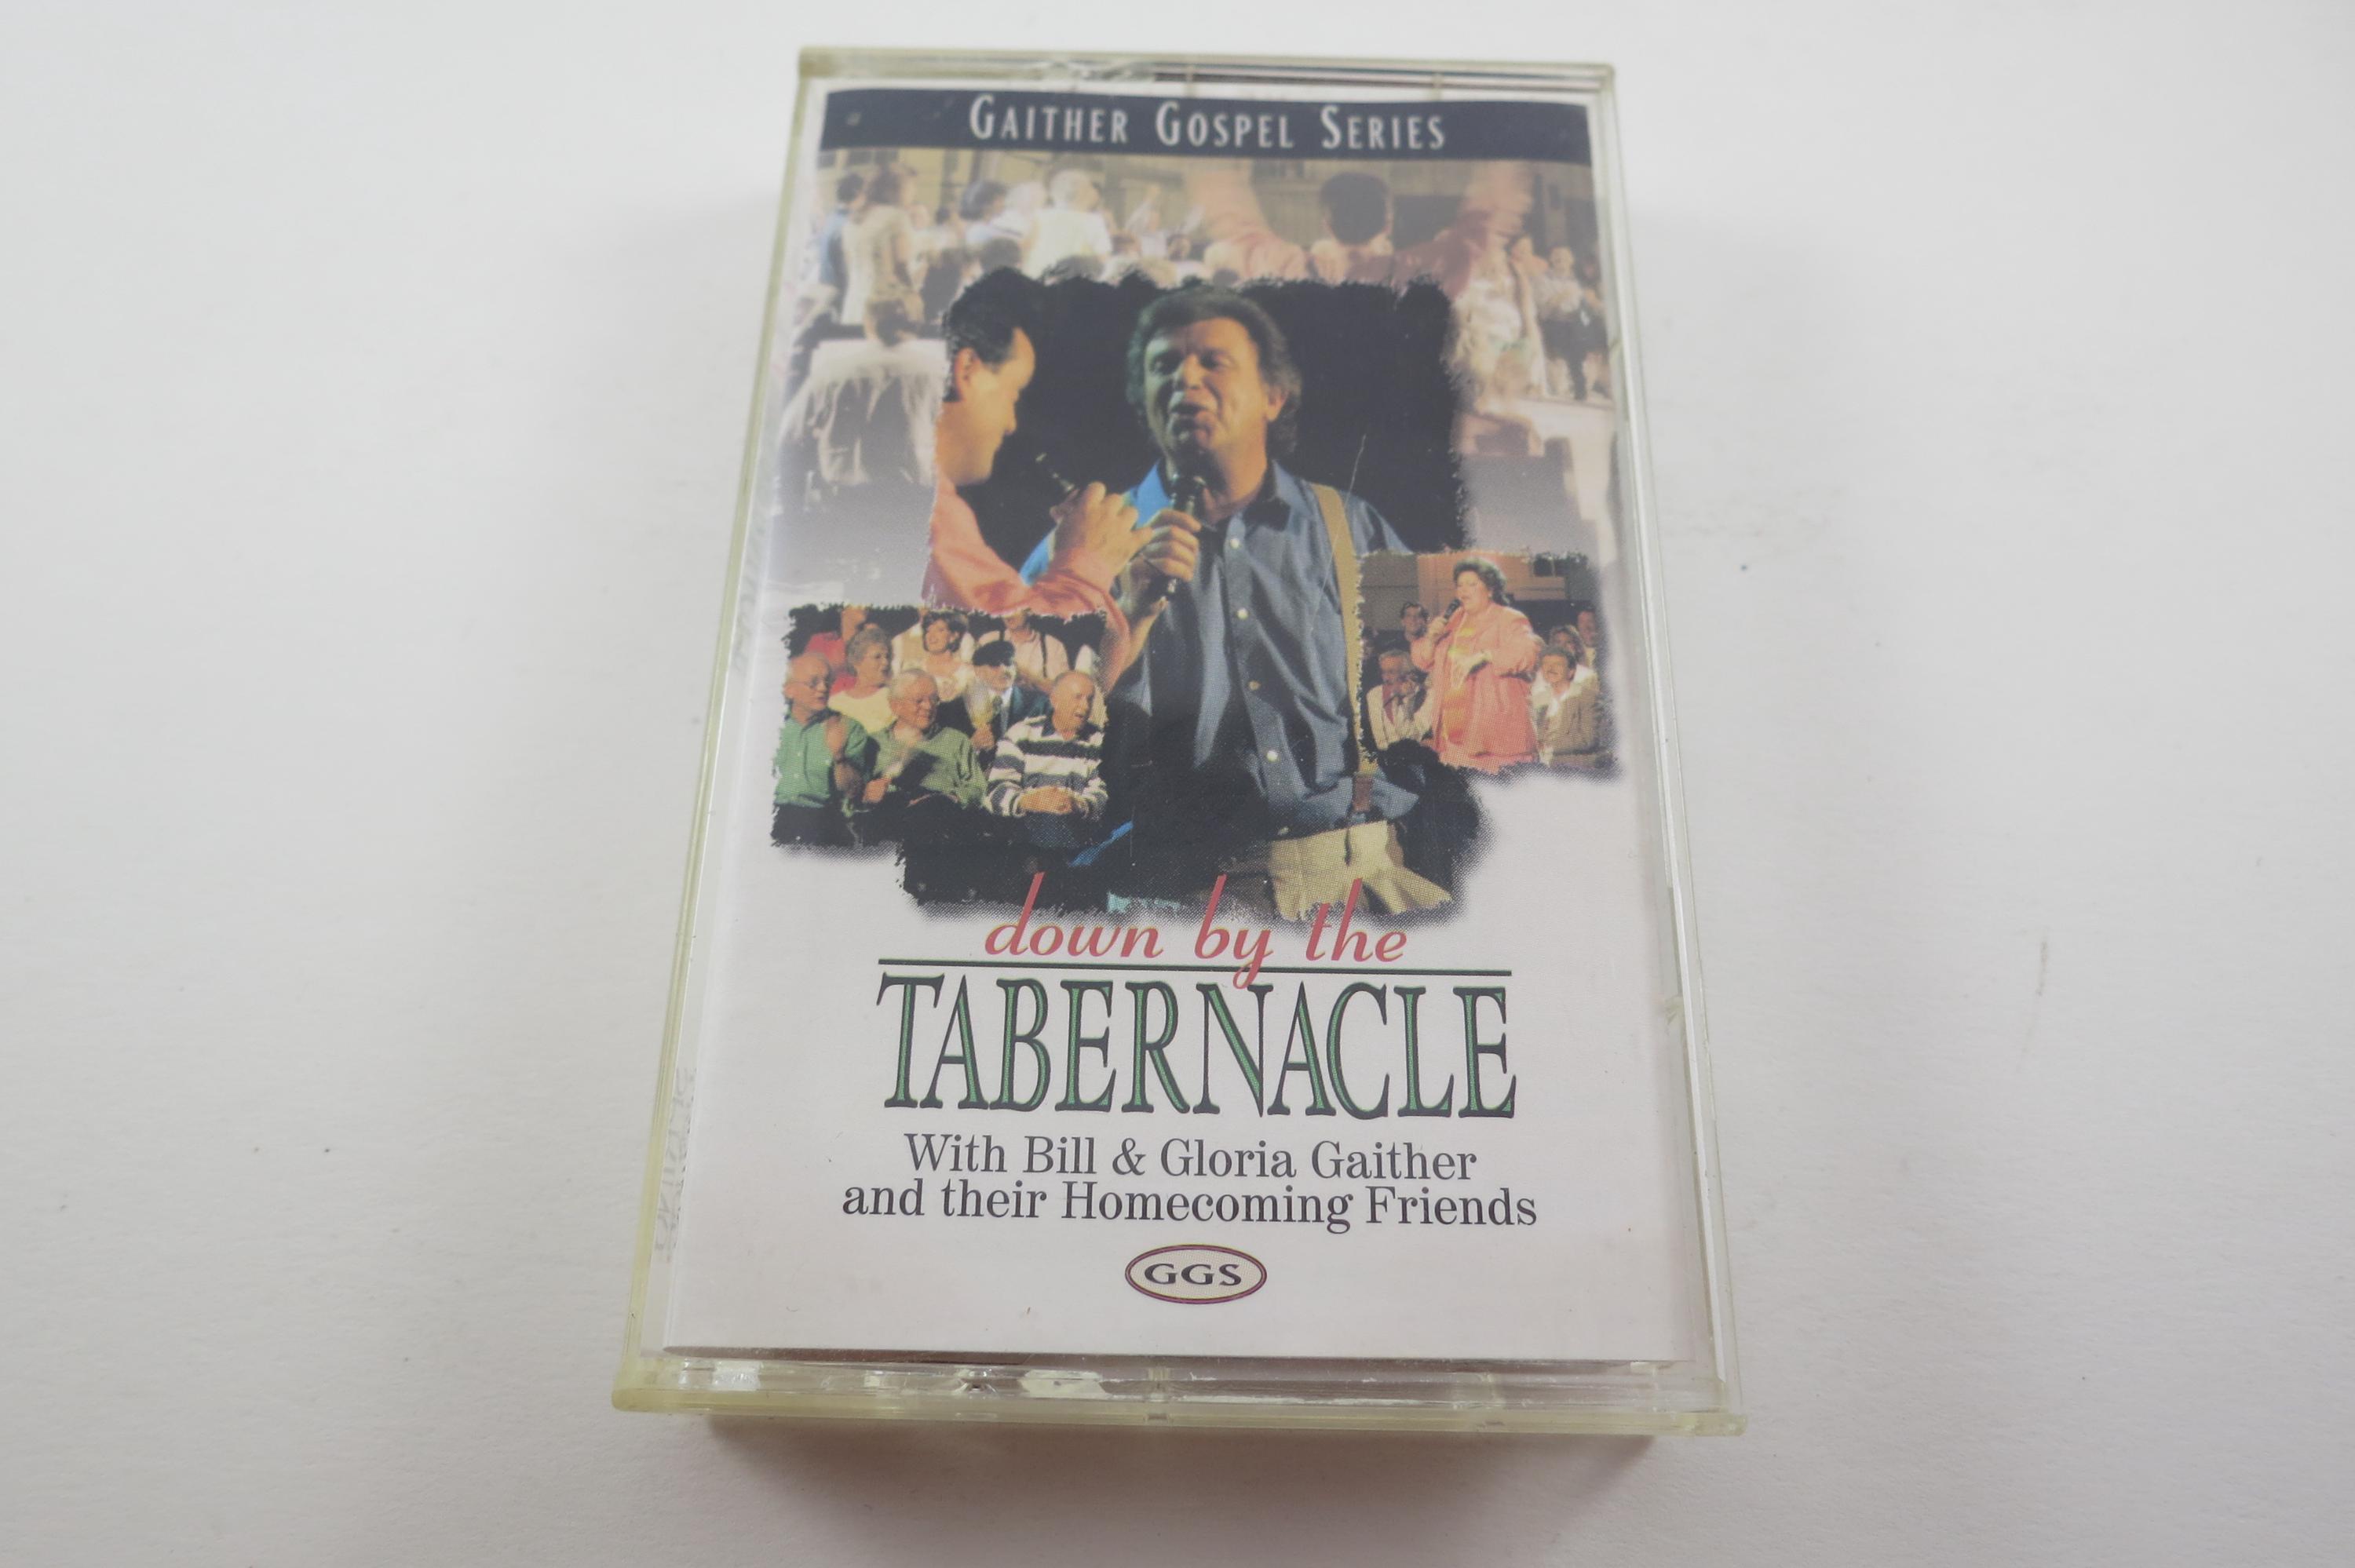 GAITHER GOSPEL SERIES
down by the
TABERNACLE
With Bill & Gloria Gaither
and their Homecoming Friends
GGS